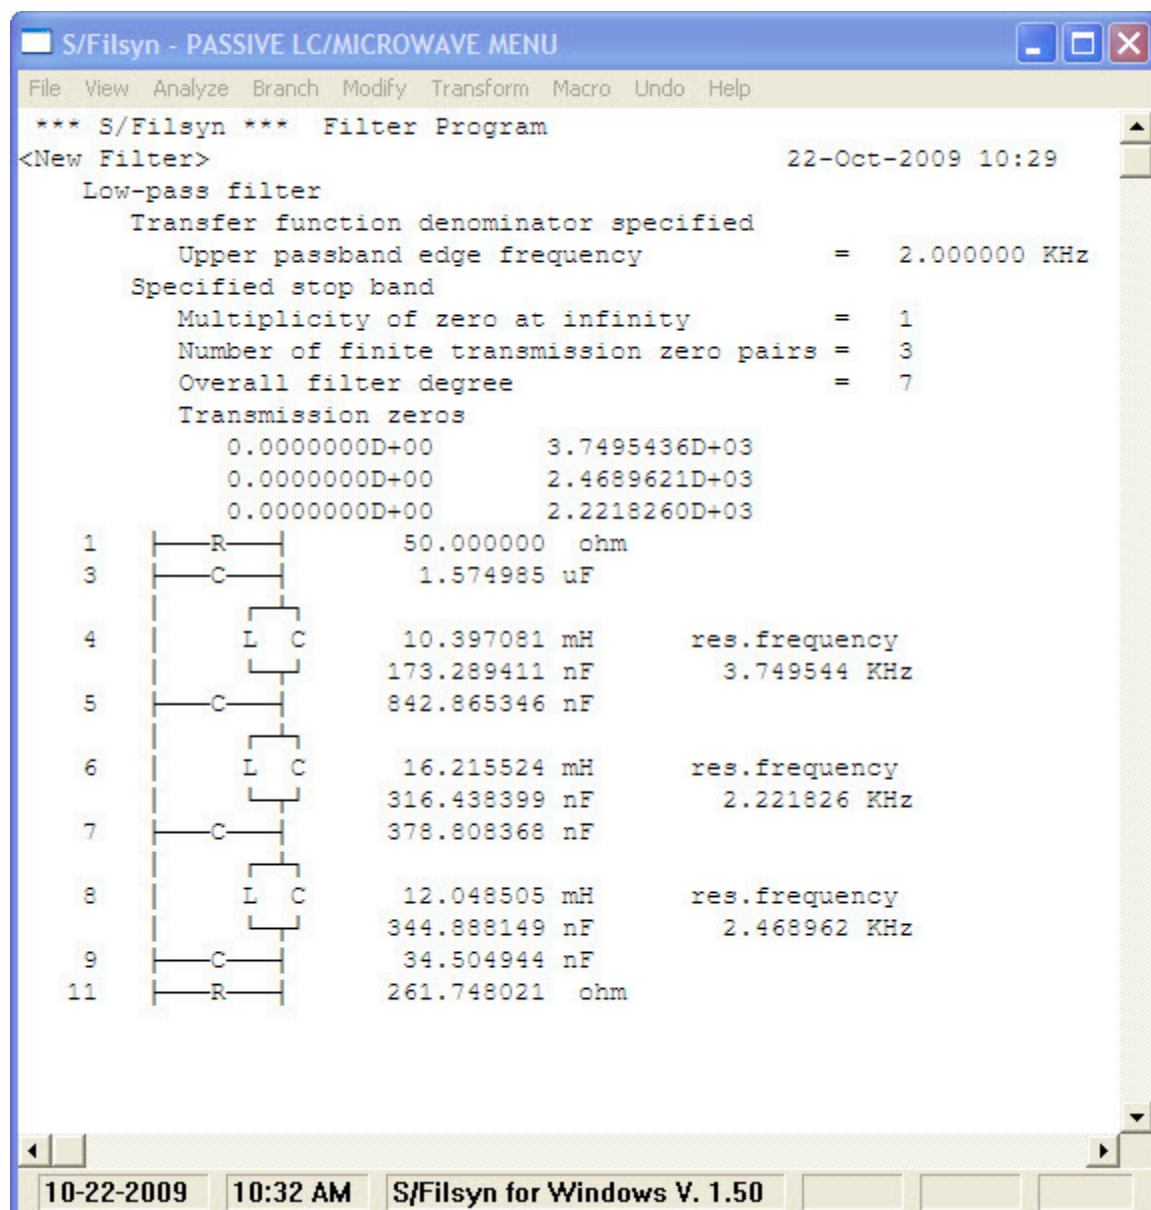 S/Filsyn - PASSIVE LC/MICROWAVE MENU
File View Analyze Branch Modify Transform Macro Undo Help
*** S/Filsyn *** Filter Program
<New Filter> 22-Oct-2009 10:29
Low-pass filter
Transfer function denominator specified
Upper passband edge frequency = 2.000000 KHz
Specified stop band
Multiplicity of zero at infinity = 1
Number of finite transmission zero pairs = 3
Overall filter degree = 7
Transmission zeros
0.0000000D+00 3.7495436D+03
0.0000000D+00 2.4689621D+03
0.0000000D+00 2.2218260D+03
1 R 50.000000 ohm
3 C 1.574985 uF
4 L C 10.397081 mH res.frequency
173.289411 nF 3.749544 KHz
5 C 842.865346 nF
6 L C 16.215524 mH res.frequency
316.438399 nF 2.221826 KHz
7 C 378.808368 nF
8 L C 12.048505 mH res.frequency
344.888149 nF 2.468962 KHz
9 C 34.504944 nF
11 R 261.748021 ohm
10-22-2009 10:32 AM S/Filsyn for Windows V. 1.50